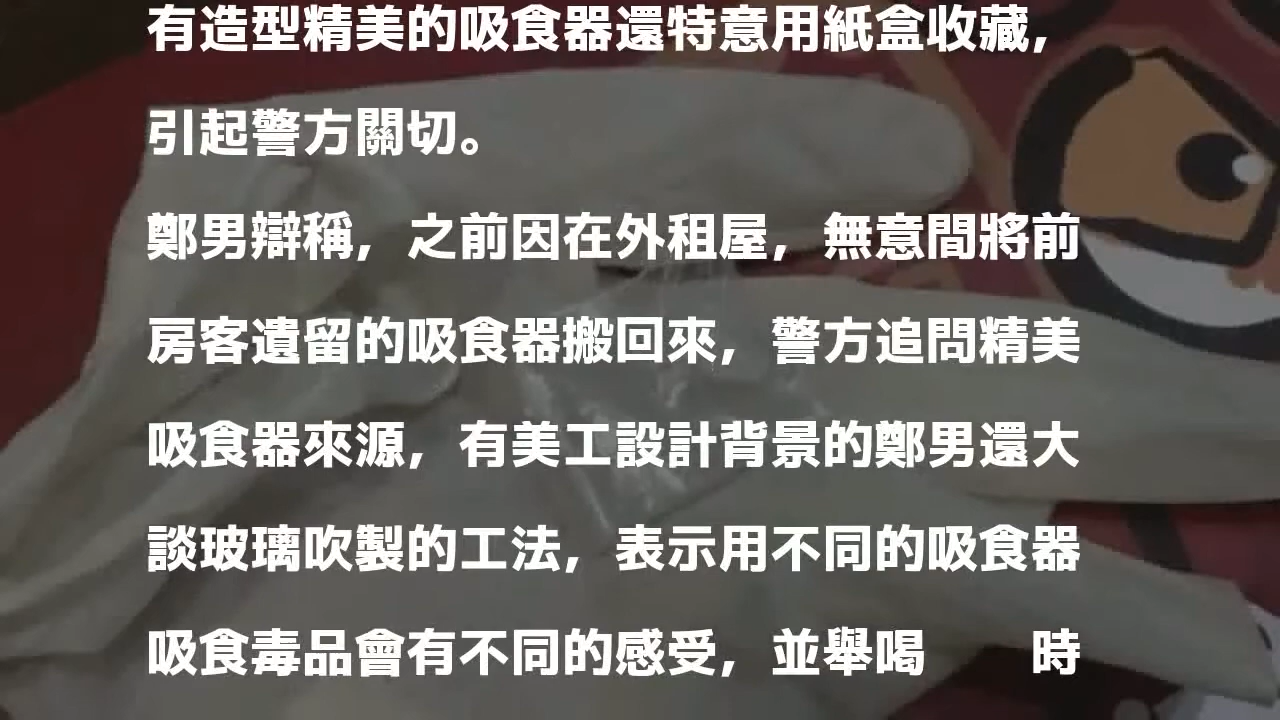 有造型精美的吸食器還特意用紙盒收藏，
引起警方關切。
鄭男辯稱，之前因在外租屋，無意間將前
房客遺留的吸食器搬回來，警方追問精美
吸食器來源，有美工設計背景的鄭男還大
談玻璃吹製的工法，表示用不同的吸食器
吸食毒品會有不同的感受，並舉喝　　時